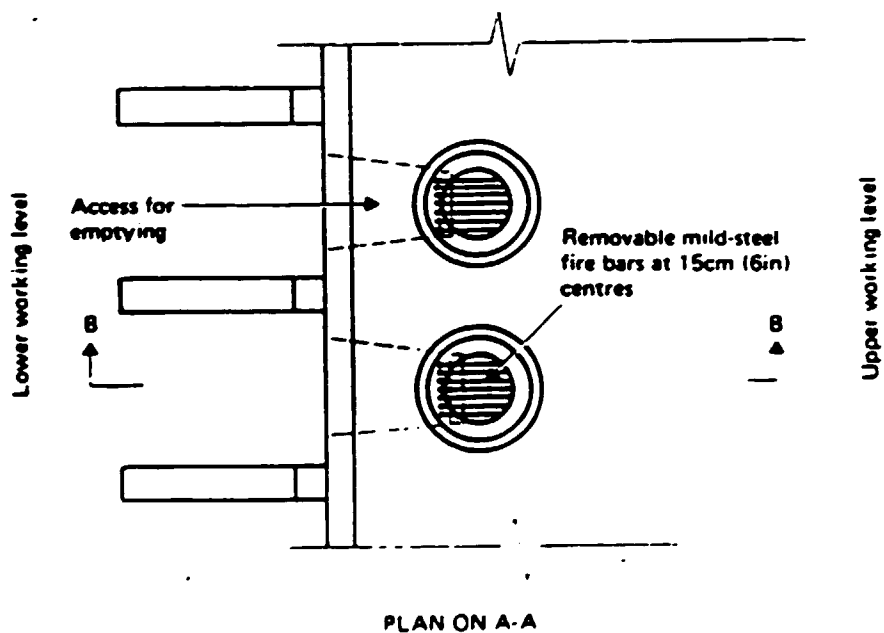 Lower working level
Access for
emptying
Removable mild-steel
fire bars at 15cm (6in)
centres
B
B
Upper working level
PLAN ON A-A